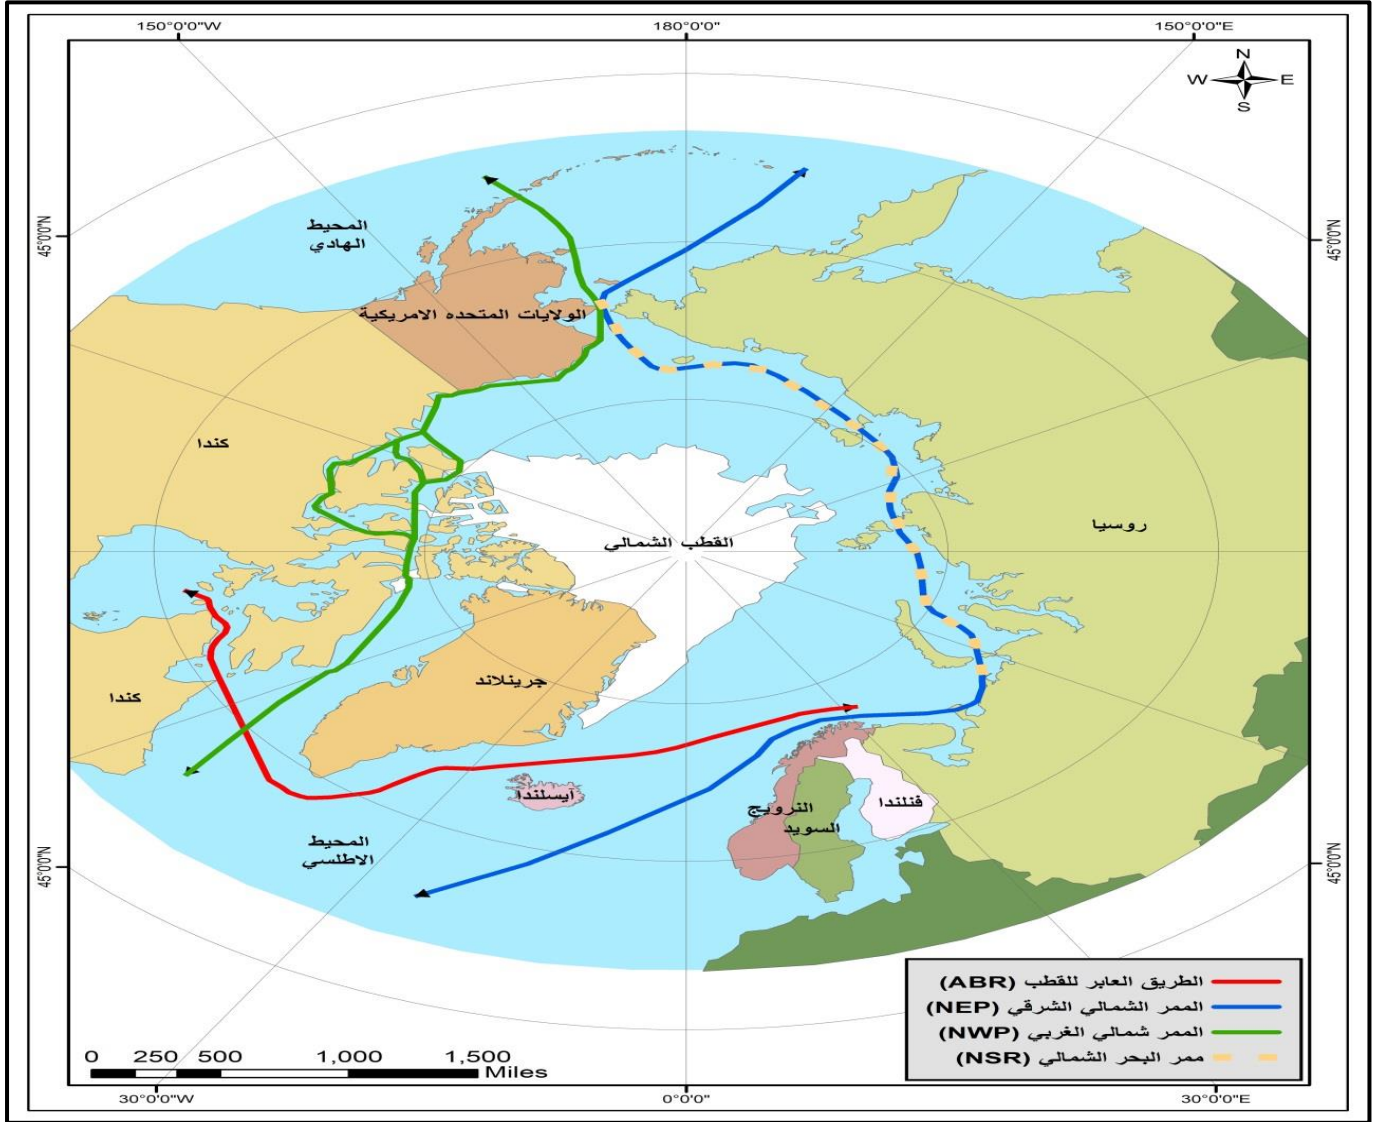 150°0'0"W
180°0'0"
150°0'0"E
N
W
E
S
45°0'0"N
45°0'0"N
المحيط
الهادي
الولايات المتحده الامريكية
كندا
روسيا
القطب الشمالي
جرينلاند
كندا
آيسلندا
النرويج
السويد
فنلندا
المحيط
الاطلسي
45°0'0"N
45°0'0"N
الطريق العابر للقطب (ABR)
الممر الشمالي الشرقي (NEP)
الممر شمالي الغربي (NWP)
ممر البحر الشمالي (NSR)
0 250 500 1,000 1,500
Miles
30°0'0"W
0°0'0"
30°0'0"E